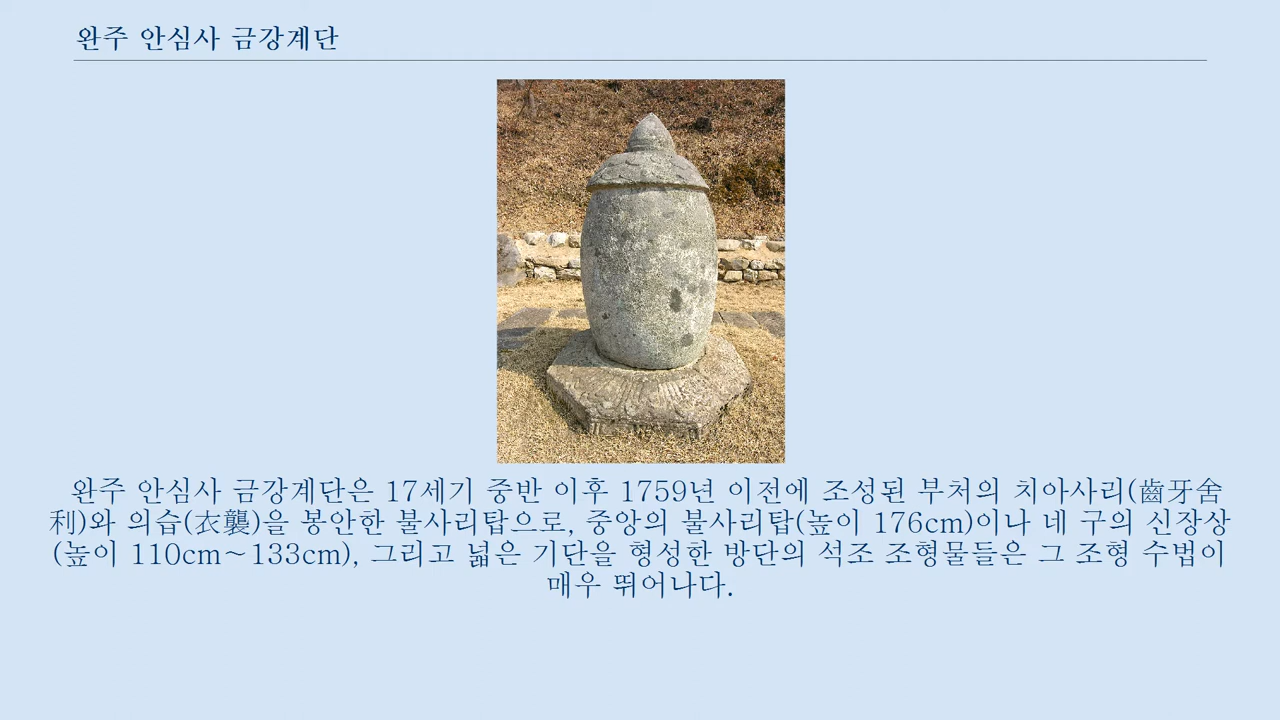 완주 안심사 금강계단
완주 안심사 금강계단은 17세기 중반 이후 1759년 이전에 조성된 부처의 치아사리(齒牙舍
利)와 의습(衣襲)을 봉안한 불사리탑으로, 중앙의 불사리탑(높이 176cm)이나 네 구의 신장상
(높이 110cm～133cm), 그리고 넓은 기단을 형성한 방단의 석조 조형물들은 그 조형 수법이
매우 뛰어나다.